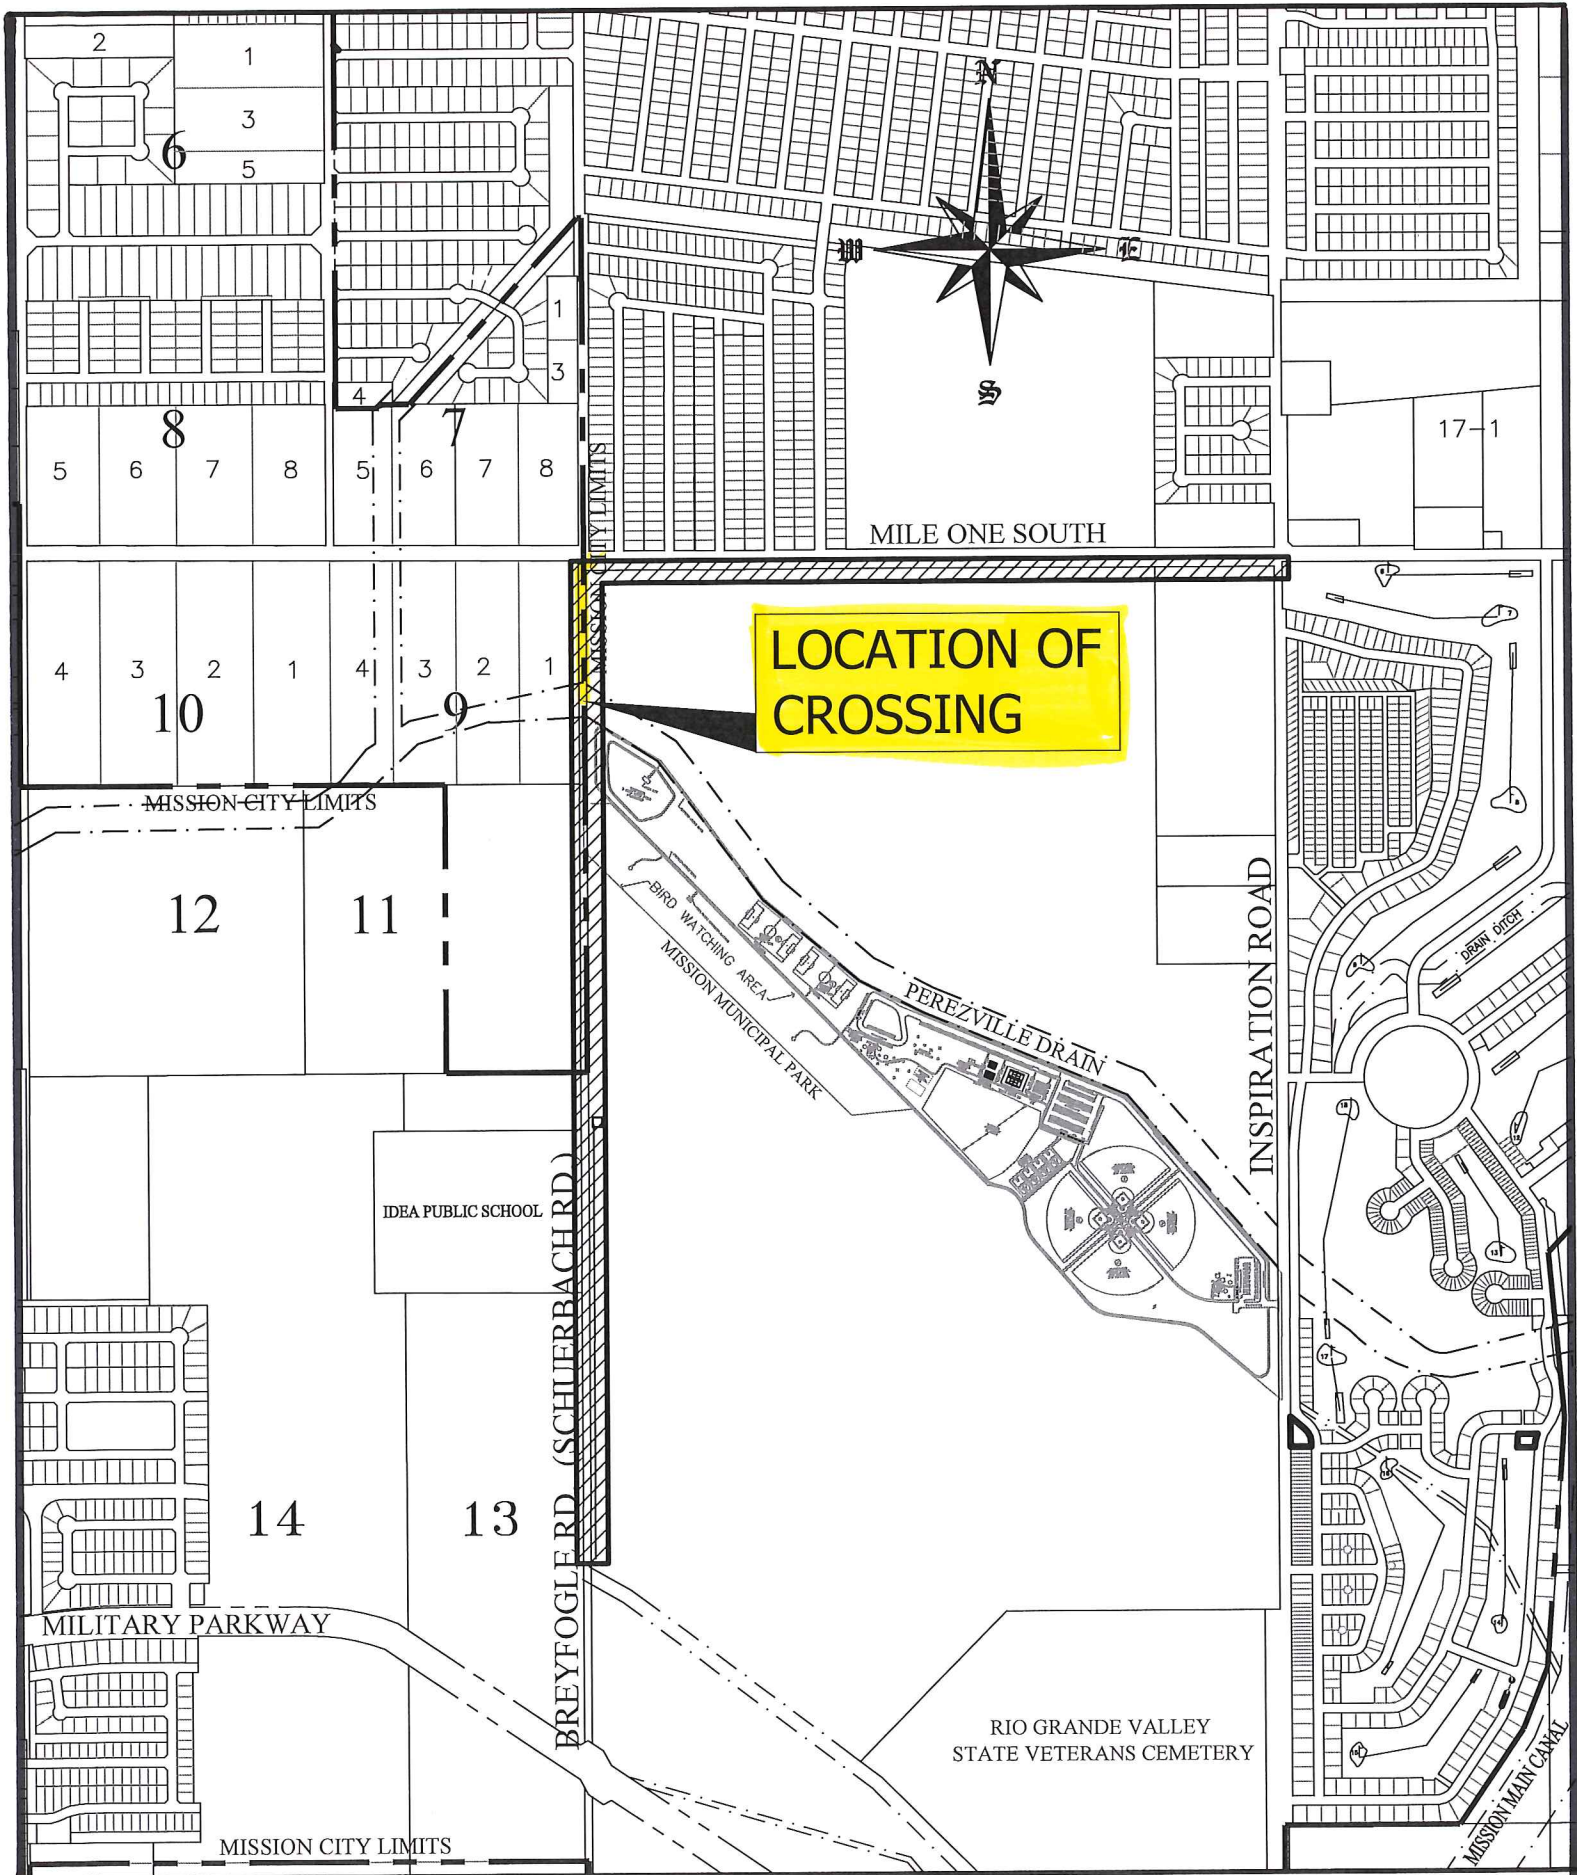 2
1
3
6
5
N
W
E
S
1
3
4
8
7
5
6
7
8
5
6
7
8
17-1
MISSION CITY LIMITS
MILE ONE SOUTH
LOCATION OF
CROSSING
4
3
2
1
4
3
2
1
10
9
MISSION CITY LIMITS
12
11
BIRD WATCHING AREA
MISSION MUNICIPAL PARK
PEREZVILLE DRAIN
INSPIRATION ROAD
DRAIN DITCH
IDEA PUBLIC SCHOOL
BREYFOGLE RD. (SCHUERBACH RD.)
14
13
MILITARY PARKWAY
RIO GRANDE VALLEY
STATE VETERANS CEMETERY
MISSION MAIN CANAL
MISSION CITY LIMITS
7
17
13
14